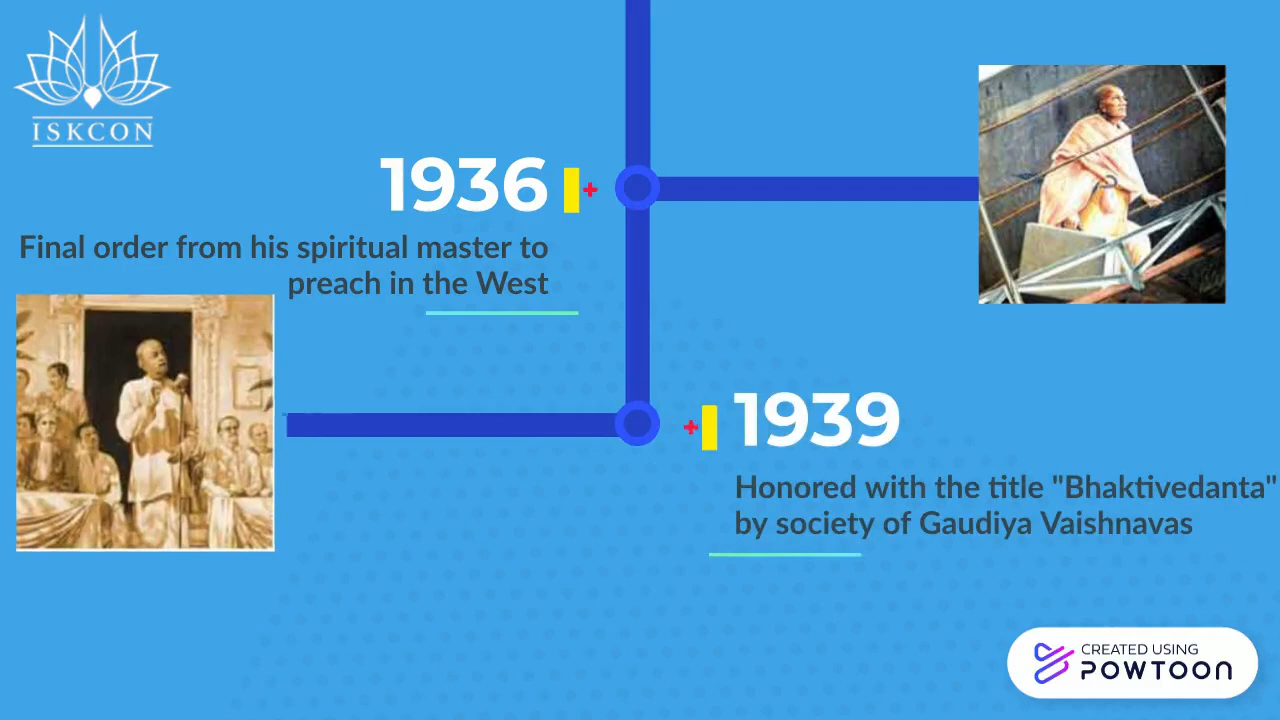 ISKCON
1936
Final order from his spiritual master to
preach in the West
1939
Honored with the title "Bhaktivedanta"
by society of Gaudiya Vaishnavas
CREATED USING
POWTOON